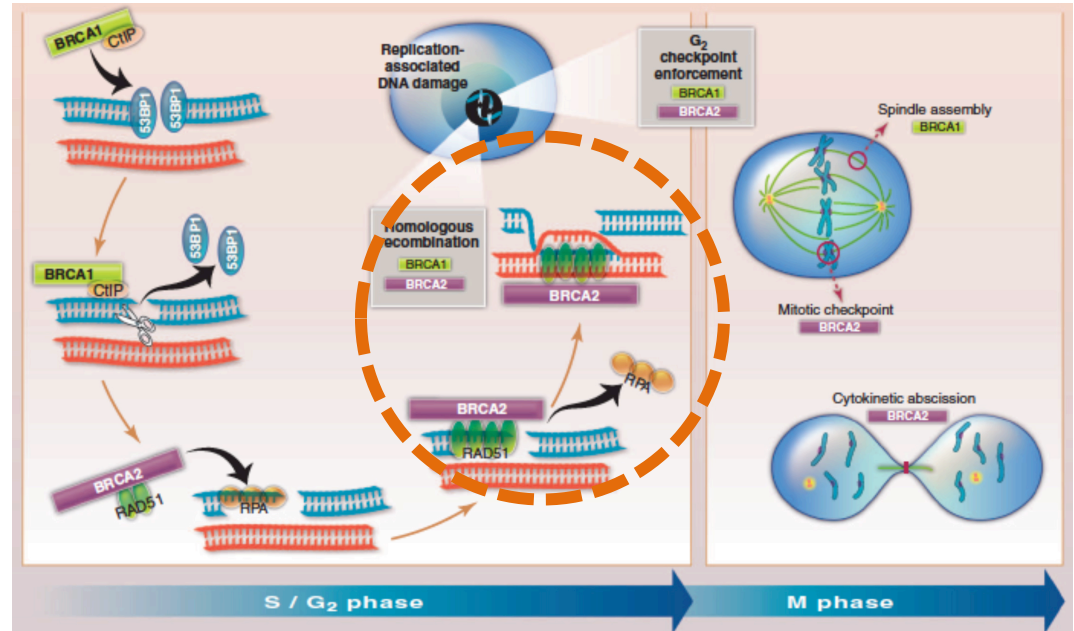 BRCA1
CtIP
53BP1
53BP1
BRCA1
CtIP
53BP1
53BP1
BRCA2
RAD51
RPA
Replication-
associated
DNA damage
G2
checkpoint
enforcement
BRCA1
BRCA2
Homologous
recombination
BRCA1
BRCA2
BRCA2
BRCA2
RAD51
RPA
Spindle assembly
BRCA1
Mitotic checkpoint
BRCA2
Cytokinetic abscission
BRCA2
S / G2 phase
M phase